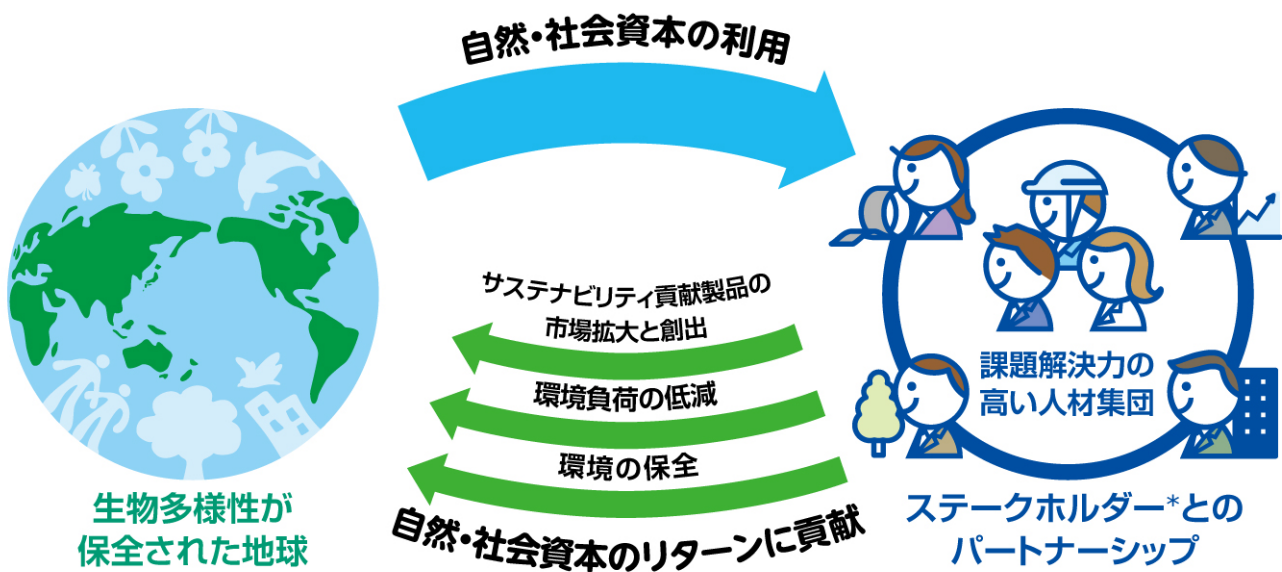 自然・社会資本の利用
サステナビリティ貢献製品の
市場拡大と創出
環境負荷の低減
環境の保全
自然・社会資本のリターンに貢献
生物多様性が
保全された地球
課題解決力の
高い人材集団
ステークホルダー*との
パートナーシップ